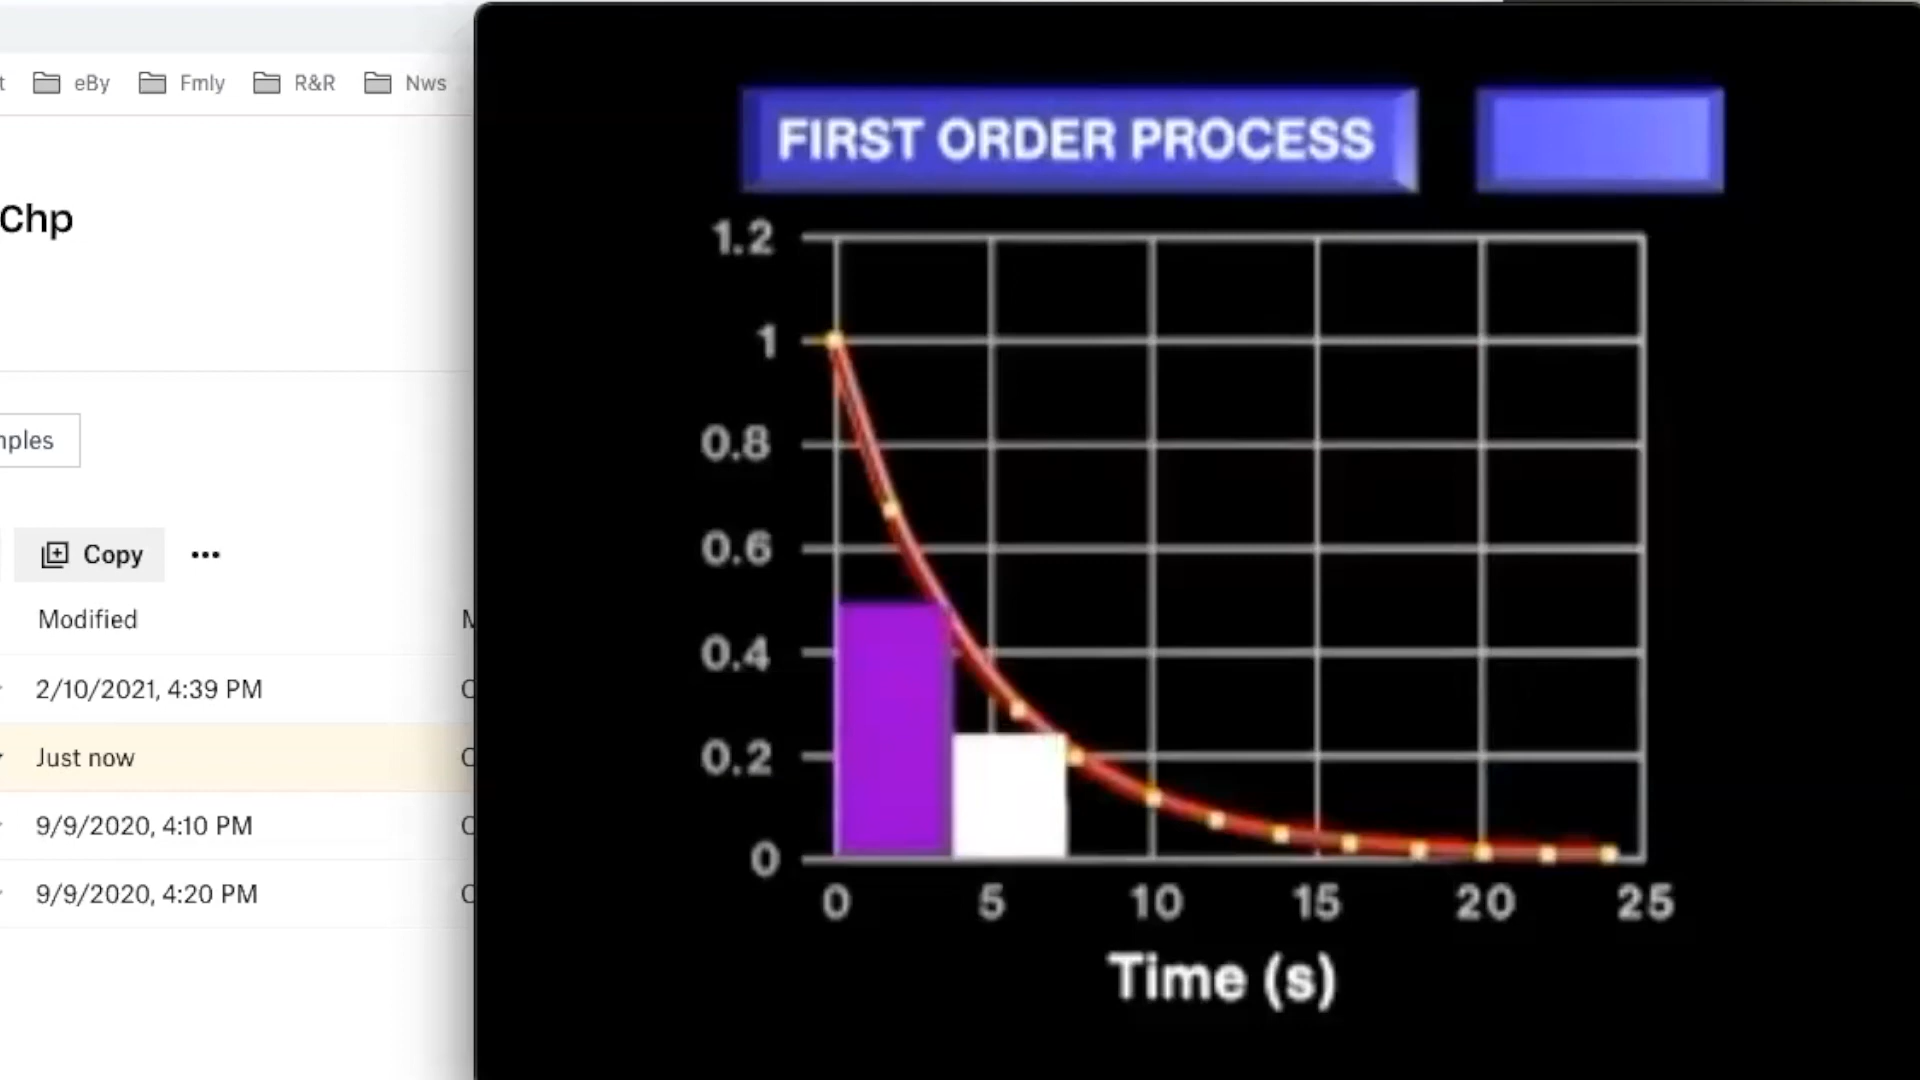 eBy
Fmly
R&R
Nws
Chp
Copy
Modified
2/10/2021, 4:39 PM
Just now
9/9/2020, 4:10 PM
9/9/2020, 4:20 PM
FIRST ORDER PROCESS
1.2
1
0.8
0.6
0.4
0.2
0
0 5 10 15 20 25
Time (s)